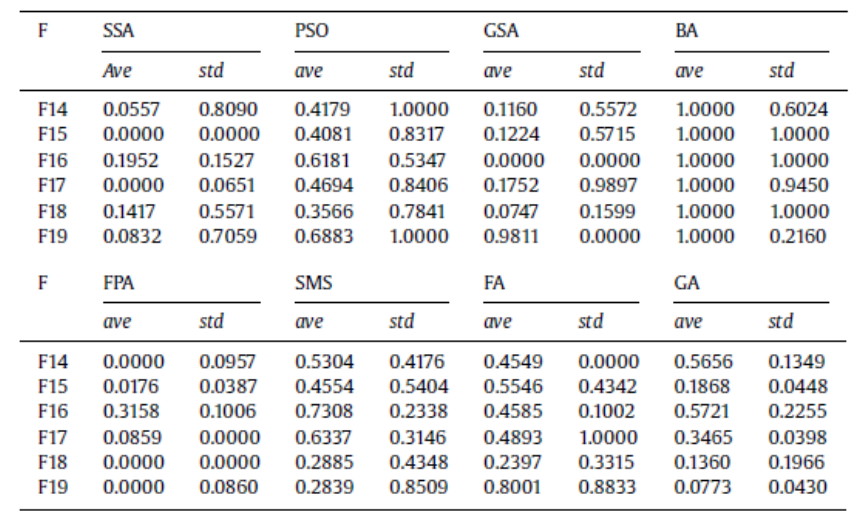 F SSA PSO GSA BA
Ave std ave std ave std ave std
F14 0.0557 0.8090 0.4179 1.0000 0.1160 0.5572 1.0000 0.6024
F15 0.0000 0.0000 0.4081 0.8317 0.1224 0.5715 1.0000 1.0000
F16 0.1952 0.1527 0.6181 0.5347 0.0000 0.0000 1.0000 1.0000
F17 0.0000 0.0651 0.4694 0.8406 0.1752 0.9897 1.0000 0.9450
F18 0.1417 0.5571 0.3566 0.7841 0.0747 0.1599 1.0000 1.0000
F19 0.0832 0.7059 0.6883 1.0000 0.9811 0.0000 1.0000 0.2160
F FPA SMS FA GA
ave std ave std ave std ave std
F14 0.0000 0.0957 0.5304 0.4176 0.4549 0.0000 0.5656 0.1349
F15 0.0176 0.0387 0.4554 0.5404 0.5546 0.4342 0.1868 0.0448
F16 0.3158 0.1006 0.7308 0.2338 0.4585 0.1002 0.5721 0.2255
F17 0.0859 0.0000 0.6337 0.3146 0.4893 1.0000 0.3465 0.0398
F18 0.0000 0.0000 0.2885 0.4348 0.2397 0.3315 0.1360 0.1966
F19 0.0000 0.0860 0.2839 0.8509 0.8001 0.8833 0.0773 0.0430